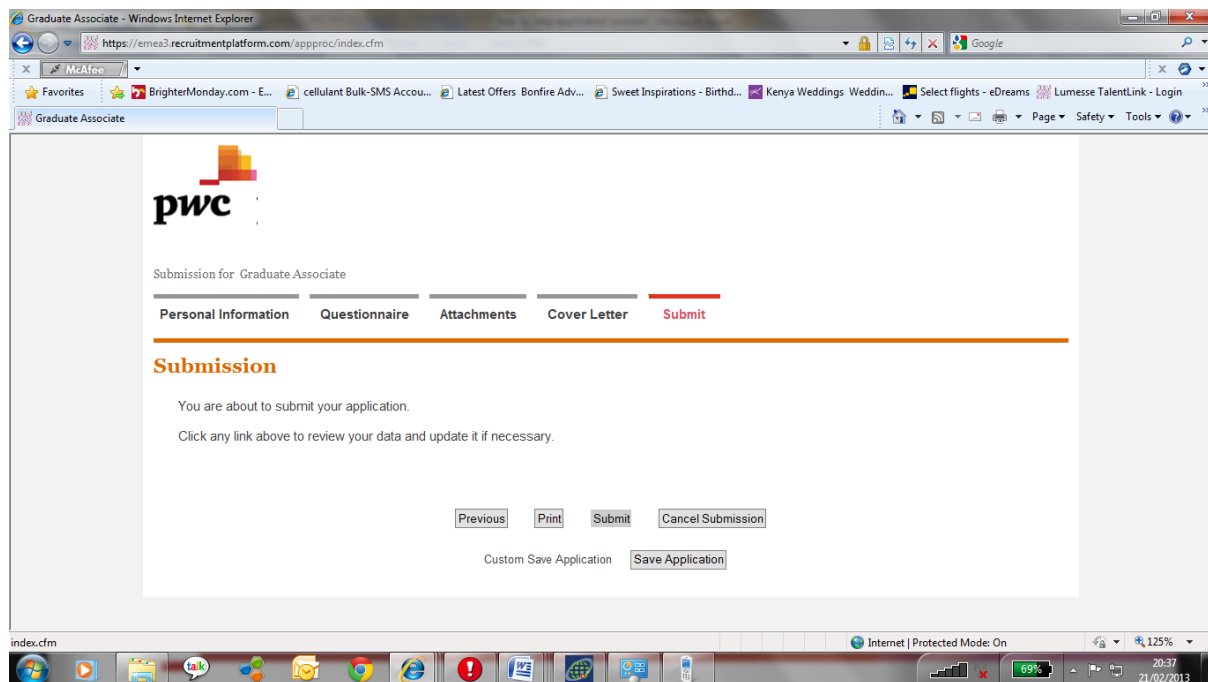 Graduate Associate - Windows Internet Explorer
https://emea3.recruitmentplatform.com/appproc/index.cfm
Google
X McAfee
X
Favorites BrighterMonday.com - E... cellulant Bulk-SMS Accou... Latest Offers Bonfire Adv... Sweet Inspirations - Birthd... Kenya Weddings Weddin... Select flights - eDreams Lumesse TalentLink - Login
Graduate Associate
Page Safety Tools
pwc
Submission for Graduate Associate
Personal Information Questionnaire Attachments Cover Letter Submit
Submission
You are about to submit your application.
Click any link above to review your data and update it if necessary.
Previous Print Submit Cancel Submission
Custom Save Application Save Application
index.cfm
Internet | Protected Mode: On
125%
talk
69%
20:37
21/02/2013